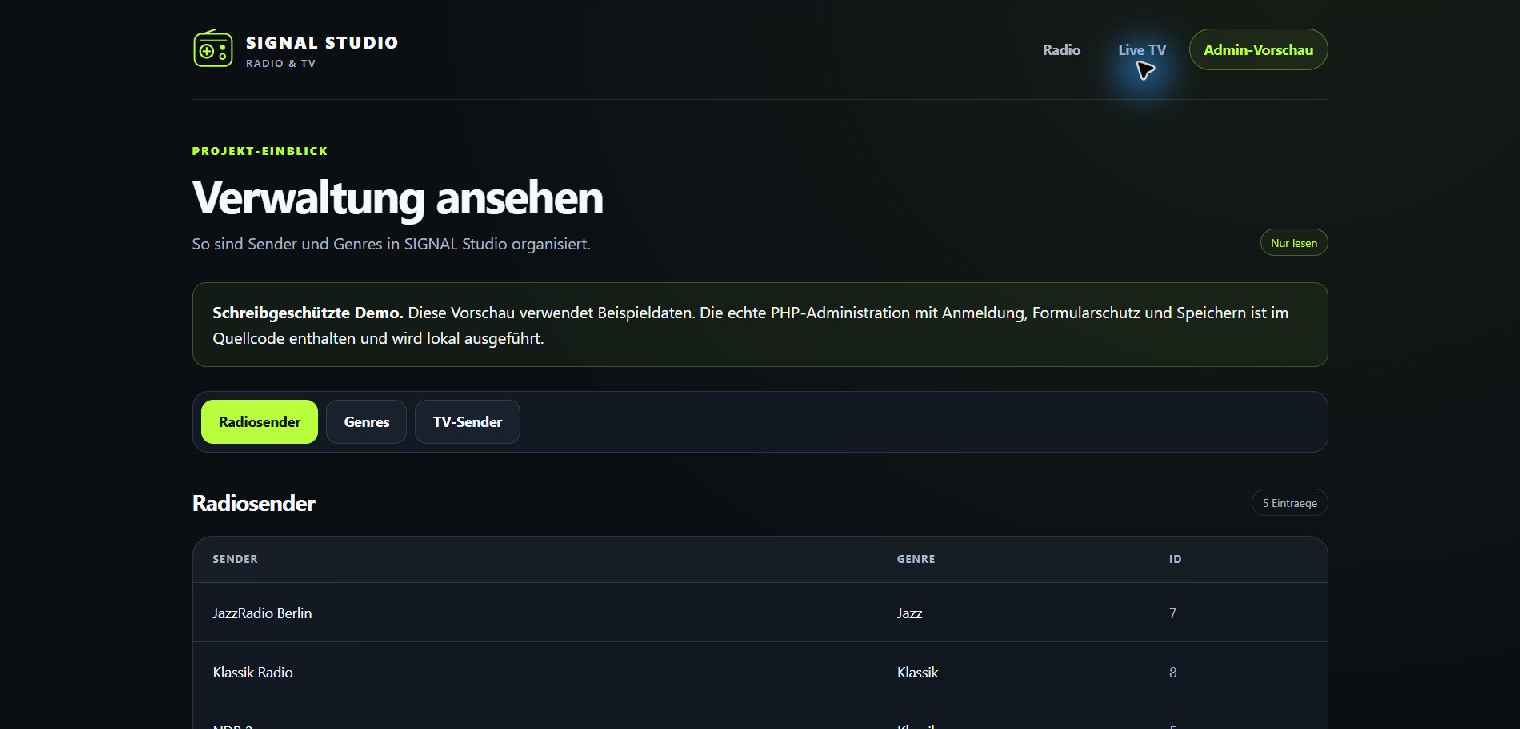 SIGNAL STUDIO
RADIO & TV
Radio Live TV Admin-Vorschau
PROJEKT-EINBLICK
Verwaltung ansehen
So sind Sender und Genres in SIGNAL Studio organisiert.
Nur lesen
Schreibgeschützte Demo. Diese Vorschau verwendet Beispieldaten. Die echte PHP-Administration mit Anmeldung, Formularschutz und Speichern ist im
Quellcode enthalten und wird lokal ausgeführt.
Radiosender Genres TV-Sender
Radiosender
5 Eintraege
SENDER GENRE ID
JazzRadio Berlin Jazz 7
Klassik Radio Klassik 8